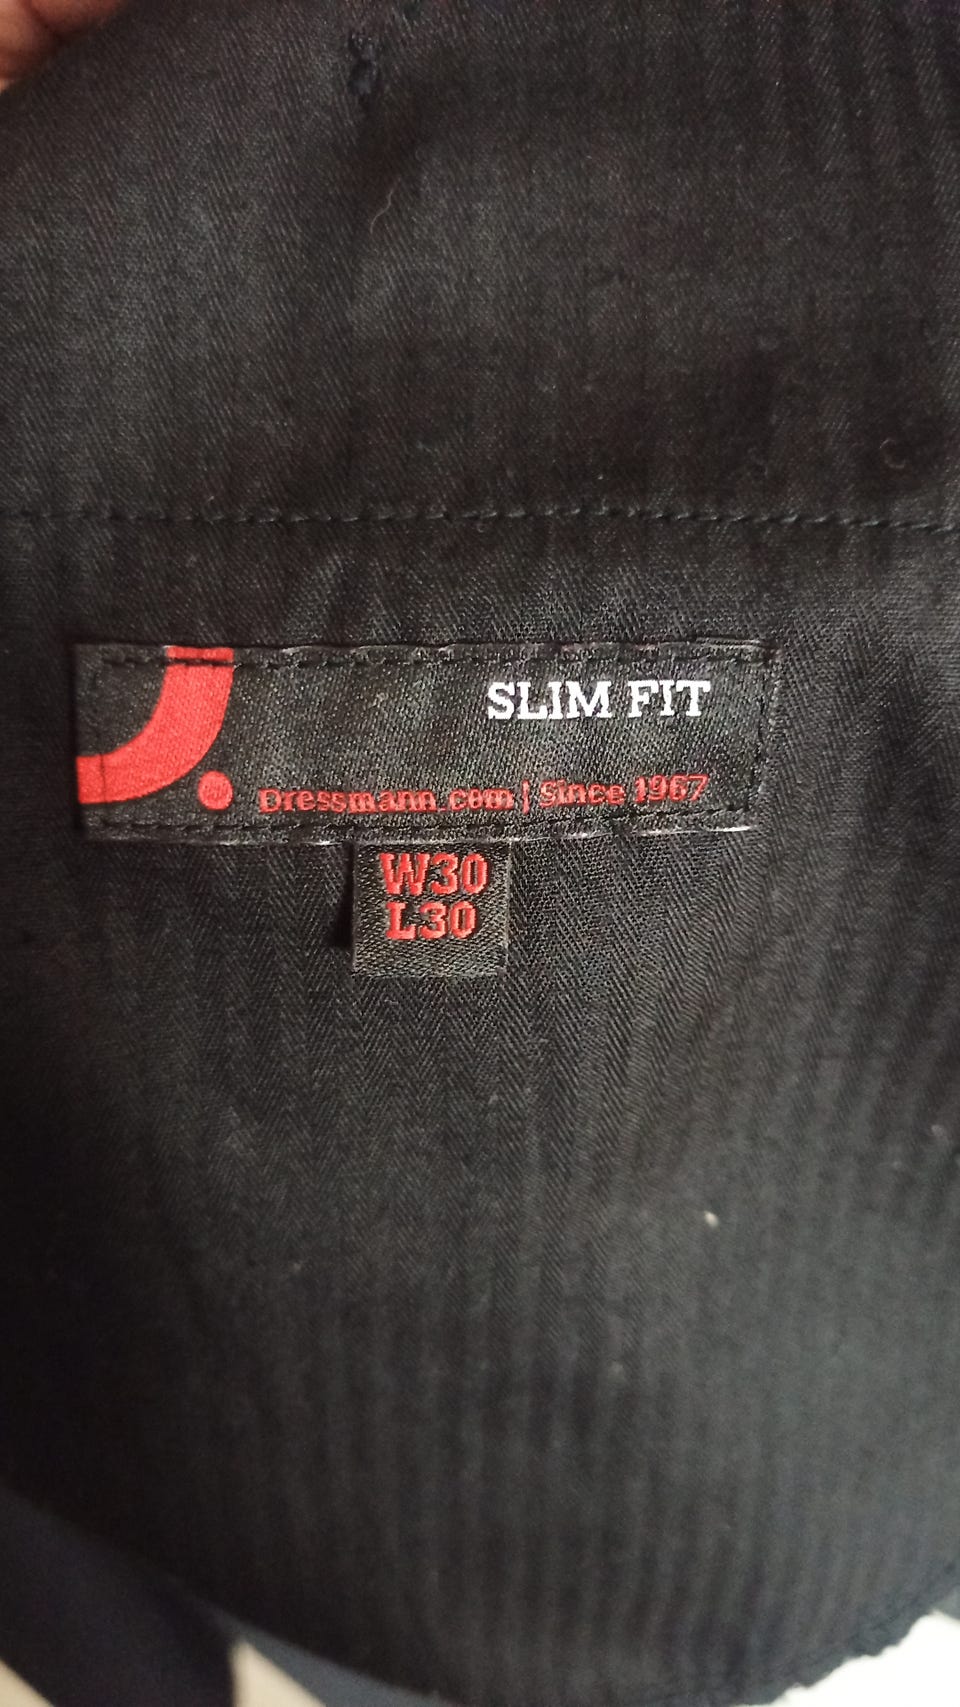 SLIM FIT
Dressmann.com | Since 1967
W30
L30